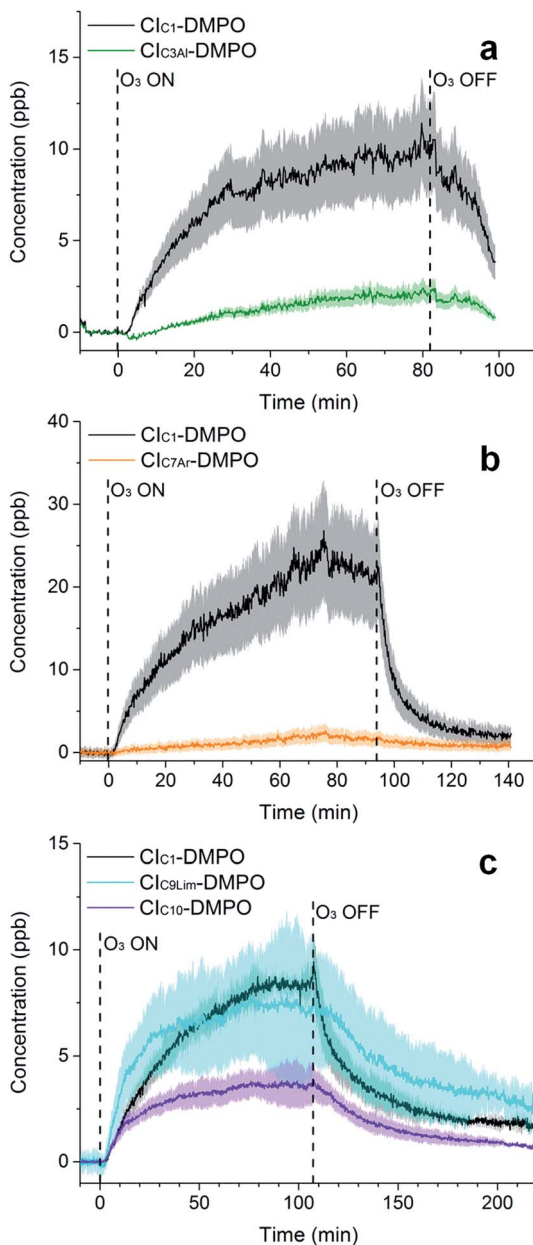 CIC1-DMPO
CIC3Al-DMPO
a
O3 ON
O3 OFF
15
10
5
0
Concentration (ppb)
0 20 40 60 80 100
Time (min)
CIC1-DMPO
CIC7Ar-DMPO
b
O3 ON
O3 OFF
40
30
20
10
0
Concentration (ppb)
0 20 40 60 80 100 120 140
Time (min)
CIC1-DMPO
CIC9Lim-DMPO
CIC10-DMPO
c
O3 ON
O3 OFF
15
10
5
0
Concentration (ppb)
0 50 100 150 200
Time (min)